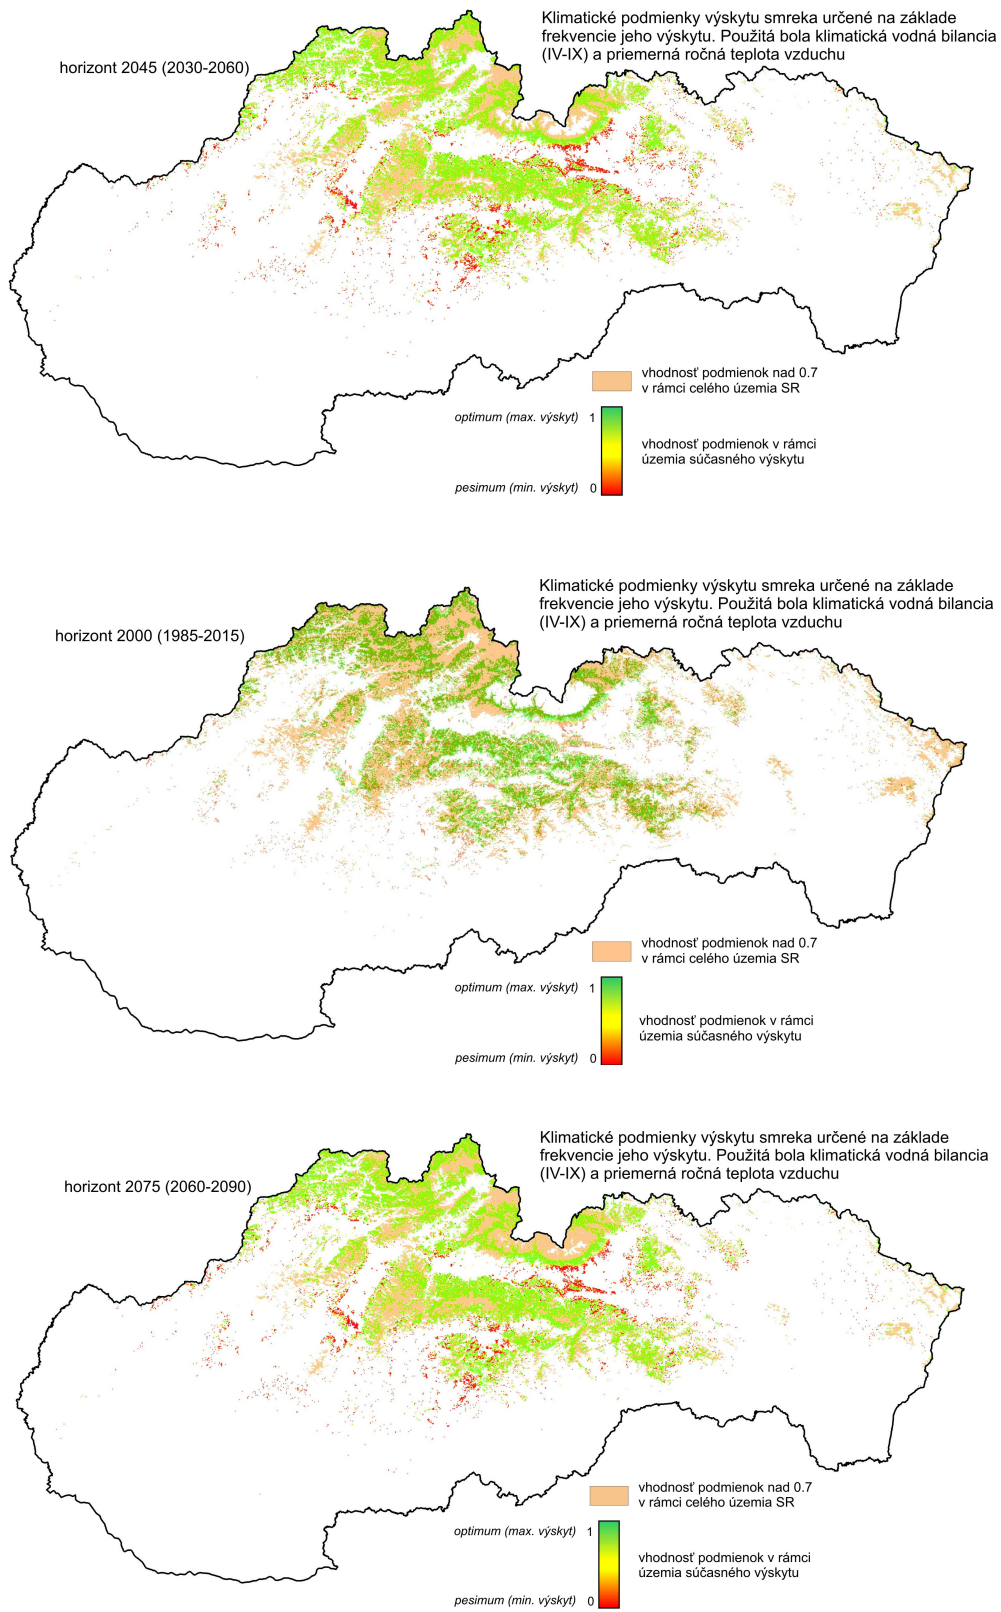 Klimatické podmienky výskytu smreka určené na základe
frekvencie jeho výskytu. Použitá bola klimatická vodná bilancia
(IV-IX) a priemerná ročná teplota vzduchu
horizont 2045 (2030-2060)
vhodnosť podmienok nad 0.7
v rámci celého územia SR
optimum (max. výskyt) 1
vhodnosť podmienok v rámci
územia súčasného výskytu
pesimum (min. výskyt) 0
Klimatické podmienky výskytu smreka určené na základe
frekvencie jeho výskytu. Použitá bola klimatická vodná bilancia
(IV-IX) a priemerná ročná teplota vzduchu
horizont 2000 (1985-2015)
vhodnosť podmienok nad 0.7
v rámci celého územia SR
optimum (max. výskyt) 1
vhodnosť podmienok v rámci
územia súčasného výskytu
pesimum (min. výskyt) 0
Klimatické podmienky výskytu smreka určené na základe
frekvencie jeho výskytu. Použitá bola klimatická vodná bilancia
(IV-IX) a priemerná ročná teplota vzduchu
horizont 2075 (2060-2090)
vhodnosť podmienok nad 0.7
v rámci celého územia SR
optimum (max. výskyt) 1
vhodnosť podmienok v rámci
územia súčasného výskytu
pesimum (min. výskyt) 0